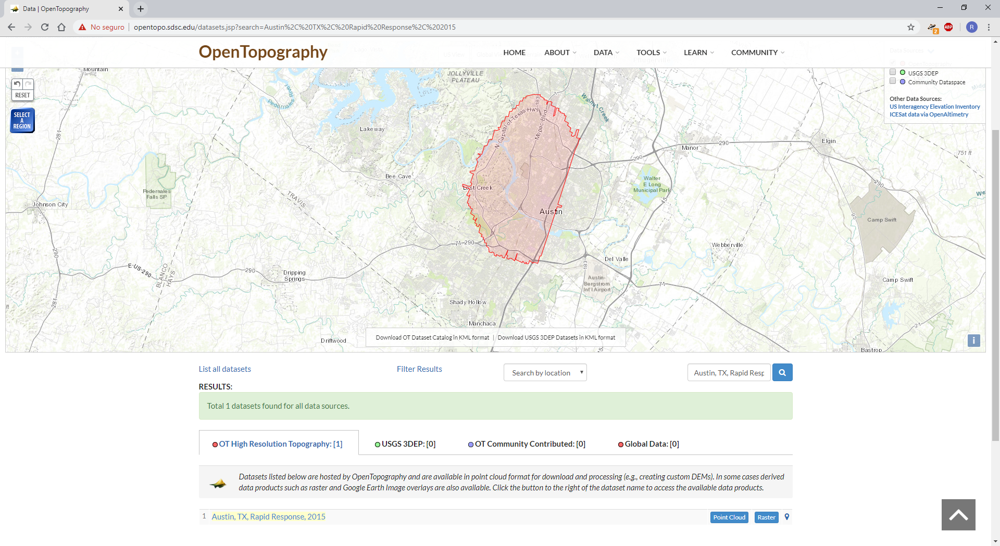 Data | OpenTopography
No seguro
opentopo.sdsc.edu/datasets.jsp?search=Austin%2C%20TX%2C%20Rapid%20Response%2C%202015
2
ABP
R
OpenTopography
HOME
ABOUT
DATA
TOOLS
LEARN
COMMUNITY
Mountain
JOLLYVILLE
PLATEAU
USGS 3DEP
Community Dataspace
Other Data Sources:
US Interagency Elevation Inventory
ICESat data via OpenAltimetry
RESET
SELECT
A
REGION
Pedernales
River
Walnut Creek
183
1
N Capital of Texas Hwy
Mopac Blvd
Lakeway
281
71
290
Manor
Elgin
751 ft
290
Bee Cave
Lost Creek
Walter
E Long
Municipal Park
290
Pedernales
Falls SP
Johnson City
TRAVIS
45
95
Austin
Camp Swift
71
290
Webberville
Del Valle
183
290
E-US-290
BLANCO
HAYS
290
Dripping
Springs
Austin-
Bergstrom
Int'l Airport
71
Camp Swift
281
ft
Shady Hollow
Manchaca
21
Driftwood
Bastrop
Download OT Dataset Catalog in KML format | Download USGS 3DEP Datasets in KML format
i
List all datasets
Filter Results
Search by location
Austin, TX, Rapid Resp
RESULTS:
Total 1 datasets found for all data sources.
OT High Resolution Topography: [1]
USGS 3DEP: [0]
OT Community Contributed: [0]
Global Data: [0]
Datasets listed below are hosted by OpenTopography and are available in point cloud format for download and processing (e.g., creating custom DEMs). In some cases derived
data products such as raster and Google Earth Image overlays are also available. Click the button to the right of the dataset name to access the available data products.
1
Austin, TX, Rapid Response, 2015
Point Cloud
Raster